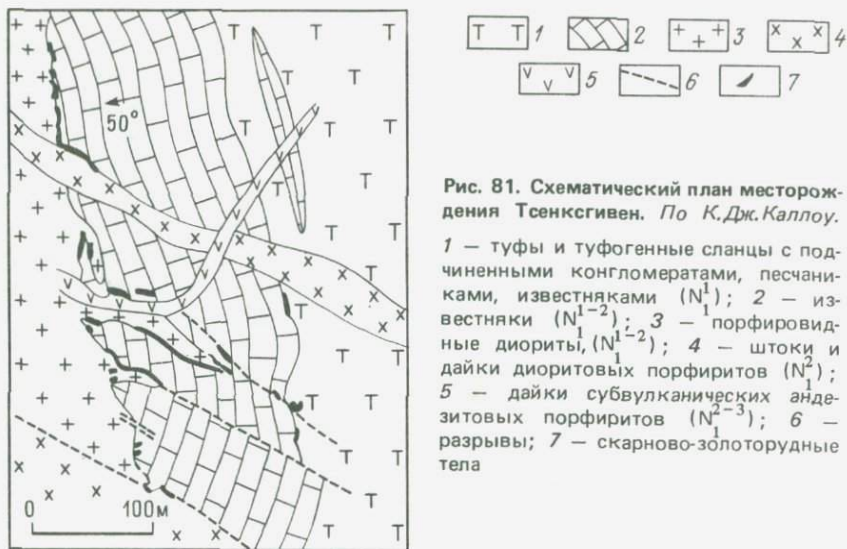 50°
0 100м
1 2 3 4
5 6 7
Рис. 81. Схематический план месторож-
дения Тсенксгивен. По К.Дж.Каллоу.
1 — туфы и туфогенные сланцы с под-
чиненными конгломератами, песчани-
ками, известняками (N₁¹); 2 — из-
вестняки (N₁¹⁻²); 3 — порфировид-
ные диориты, (N₁¹⁻²); 4 — штоки и
дайки диоритовых порфиритов (N₁²);
5 — дайки субвулканических анде-
зитовых порфиритов (N₁²⁻³); 6 —
разрывы; 7 — скарново-золоторудные
тела